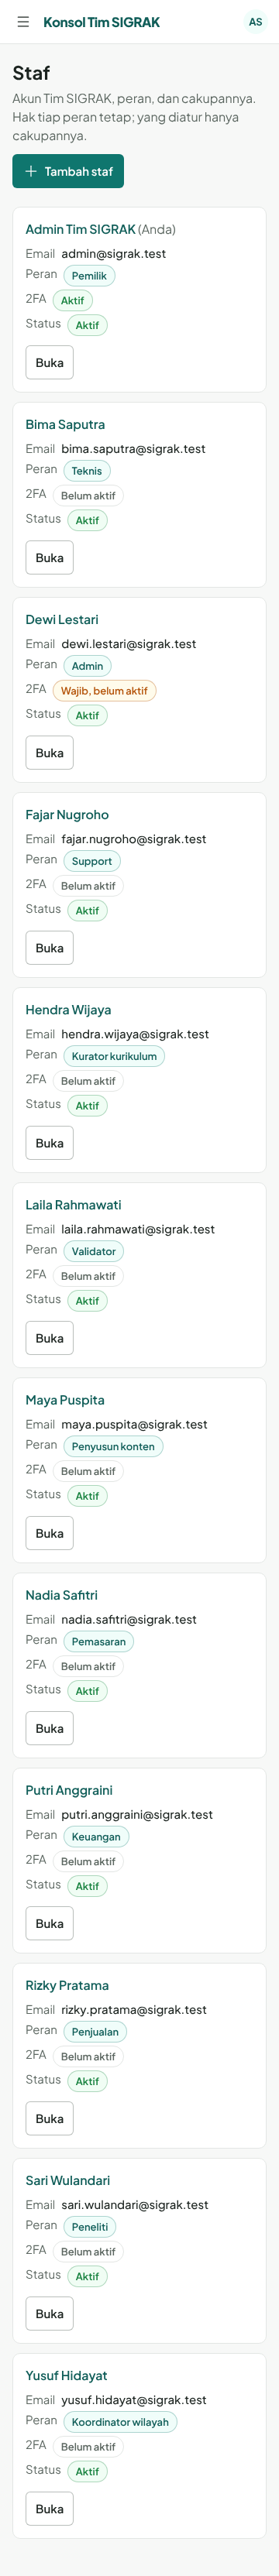 Konsol Tim SIGRAK
AS
Staf
Akun Tim SIGRAK, peran, dan cakupannya.
Hak tiap peran tetap; yang diatur hanya
cakupannya.
Tambah staf
Admin Tim SIGRAK (Anda)
Email admin@sigrak.test
Peran Pemilik
2FA Aktif
Status Aktif
Buka
Bima Saputra
Email bima.saputra@sigrak.test
Peran Teknis
2FA Belum aktif
Status Aktif
Buka
Dewi Lestari
Email dewi.lestari@sigrak.test
Peran Admin
2FA Wajib, belum aktif
Status Aktif
Buka
Fajar Nugroho
Email fajar.nugroho@sigrak.test
Peran Support
2FA Belum aktif
Status Aktif
Buka
Hendra Wijaya
Email hendra.wijaya@sigrak.test
Peran Kurator kurikulum
2FA Belum aktif
Status Aktif
Buka
Laila Rahmawati
Email laila.rahmawati@sigrak.test
Peran Validator
2FA Belum aktif
Status Aktif
Buka
Maya Puspita
Email maya.puspita@sigrak.test
Peran Penyusun konten
2FA Belum aktif
Status Aktif
Buka
Nadia Safitri
Email nadia.safitri@sigrak.test
Peran Pemasaran
2FA Belum aktif
Status Aktif
Buka
Putri Anggraini
Email putri.anggraini@sigrak.test
Peran Keuangan
2FA Belum aktif
Status Aktif
Buka
Rizky Pratama
Email rizky.pratama@sigrak.test
Peran Penjualan
2FA Belum aktif
Status Aktif
Buka
Sari Wulandari
Email sari.wulandari@sigrak.test
Peran Peneliti
2FA Belum aktif
Status Aktif
Buka
Yusuf Hidayat
Email yusuf.hidayat@sigrak.test
Peran Koordinator wilayah
2FA Belum aktif
Status Aktif
Buka